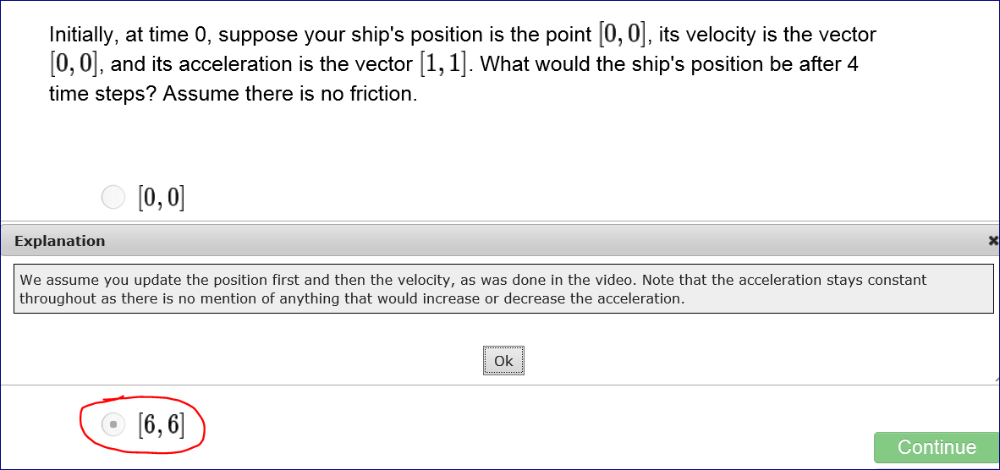 Initially, at time 0, suppose your ship's position is the point [0, 0], its velocity is the vector
[0, 0], and its acceleration is the vector [1, 1]. What would the ship's position be after 4
time steps? Assume there is no friction.
[0, 0]
Explanation
We assume you update the position first and then the velocity, as was done in the video. Note that the acceleration stays constant
throughout as there is no mention of anything that would increase or decrease the acceleration.
Ok
[6, 6]
Continue